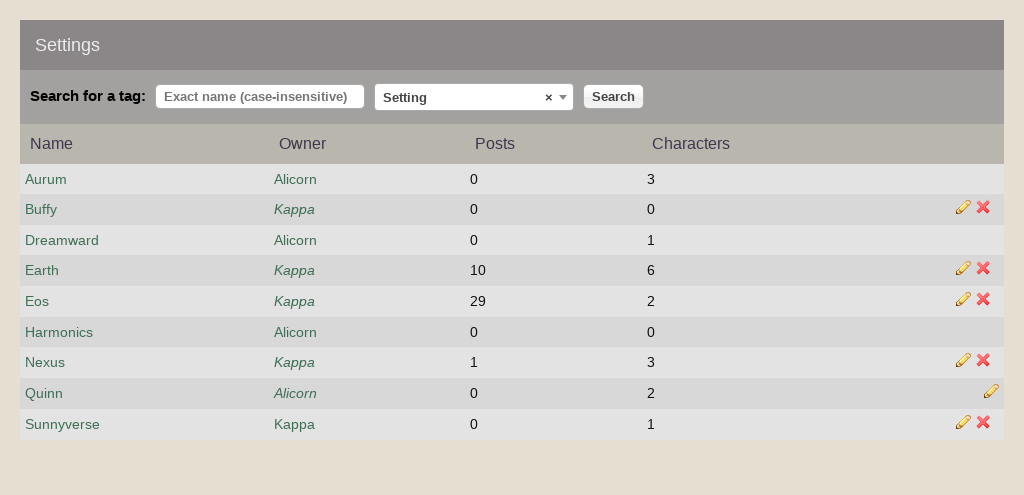 Settings
Search for a tag: Exact name (case-insensitive) Setting × Search
Name Owner Posts Characters
Aurum Alicorn 0 3
Buffy Kappa 0 0
Dreamward Alicorn 0 1
Earth Kappa 10 6
Eos Kappa 29 2
Harmonics Alicorn 0 0
Nexus Kappa 1 3
Quinn Alicorn 0 2
Sunnyverse Kappa 0 1